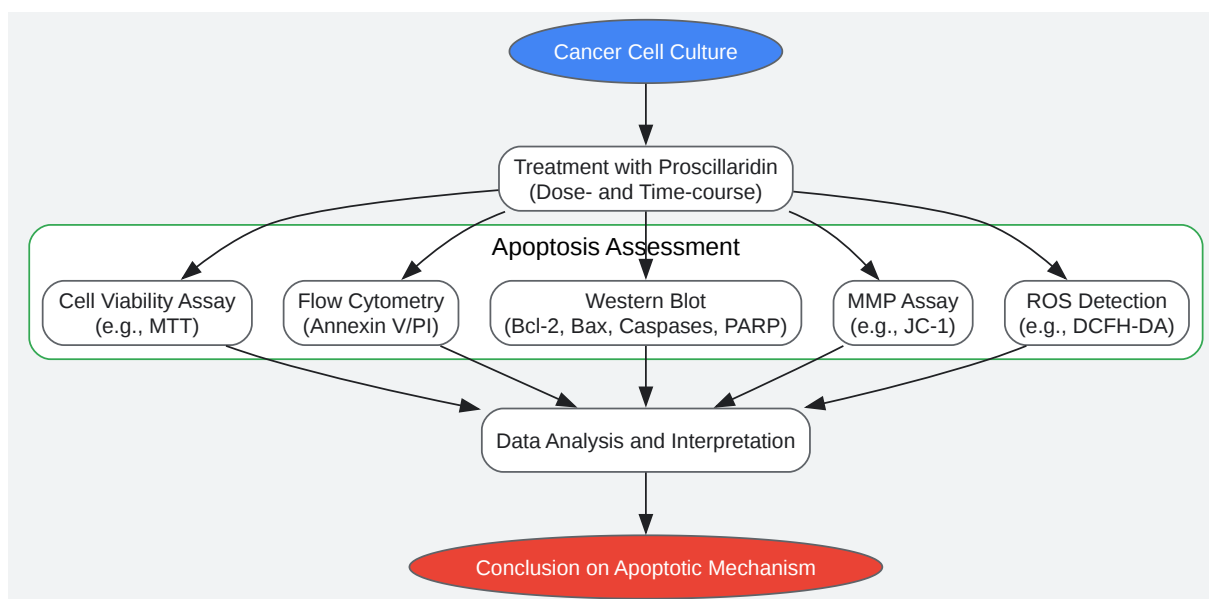 Cancer Cell Culture
Treatment with Proscillaridin
(Dose- and Time-course)
Apoptosis Assessment
Cell Viability Assay
(e.g., MTT)
Flow Cytometry
(Annexin V/PI)
Western Blot
(Bcl-2, Bax, Caspases, PARP)
MMP Assay
(e.g., JC-1)
ROS Detection
(e.g., DCFH-DA)
Data Analysis and Interpretation
Conclusion on Apoptotic Mechanism